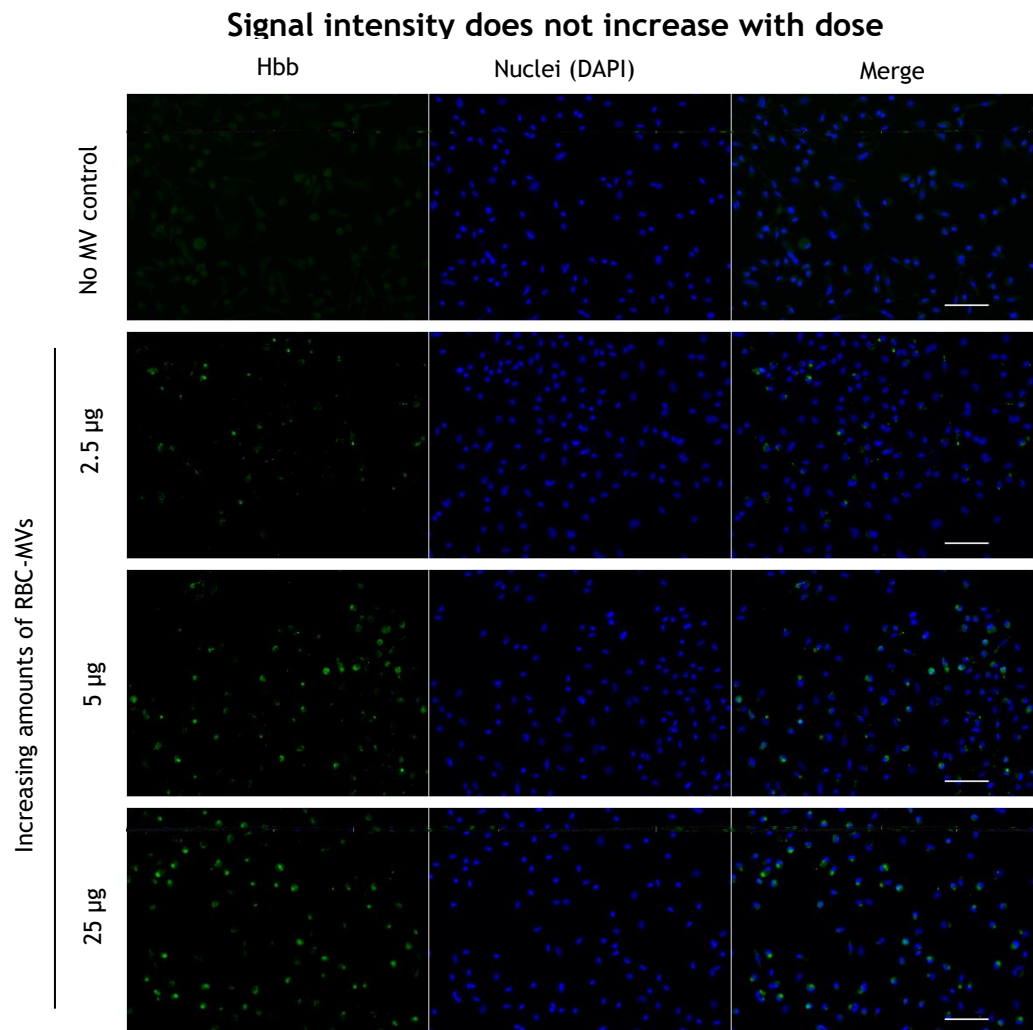 Signal intensity does not increase with dose
Hbb
Nuclei (DAPI)
Merge
No MV control
Increasing amounts of RBC-MVs
2.5 µg
5 µg
25 µg